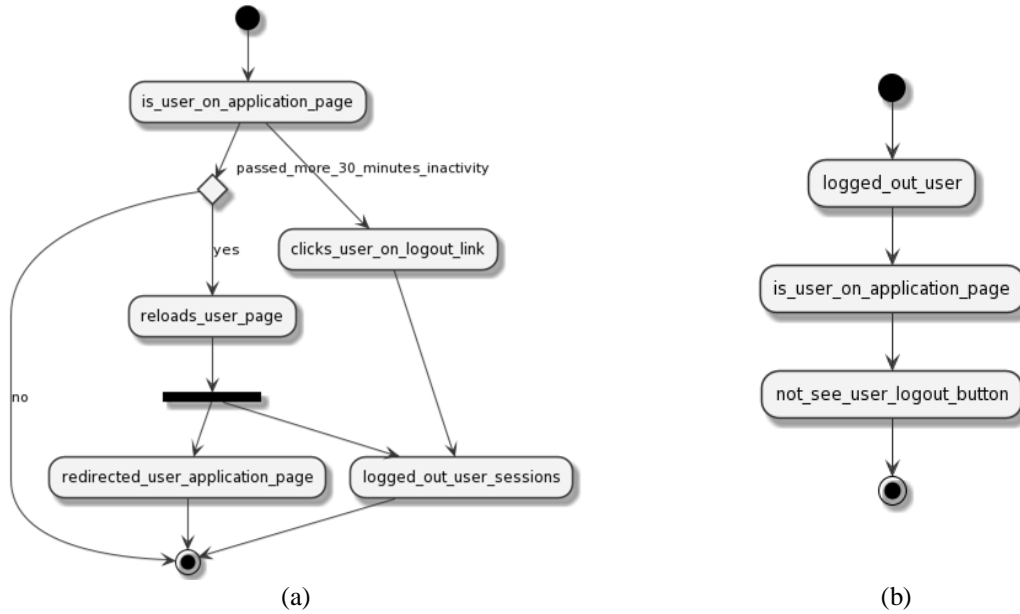 is_user_on_application_page
passed_more_30_minutes_inactivity
yes
clicks_user_on_logout_link
reloads_user_page
no
redirected_user_application_page
logged_out_user_sessions
(a)
logged_out_user
is_user_on_application_page
not_see_user_logout_button
(b)